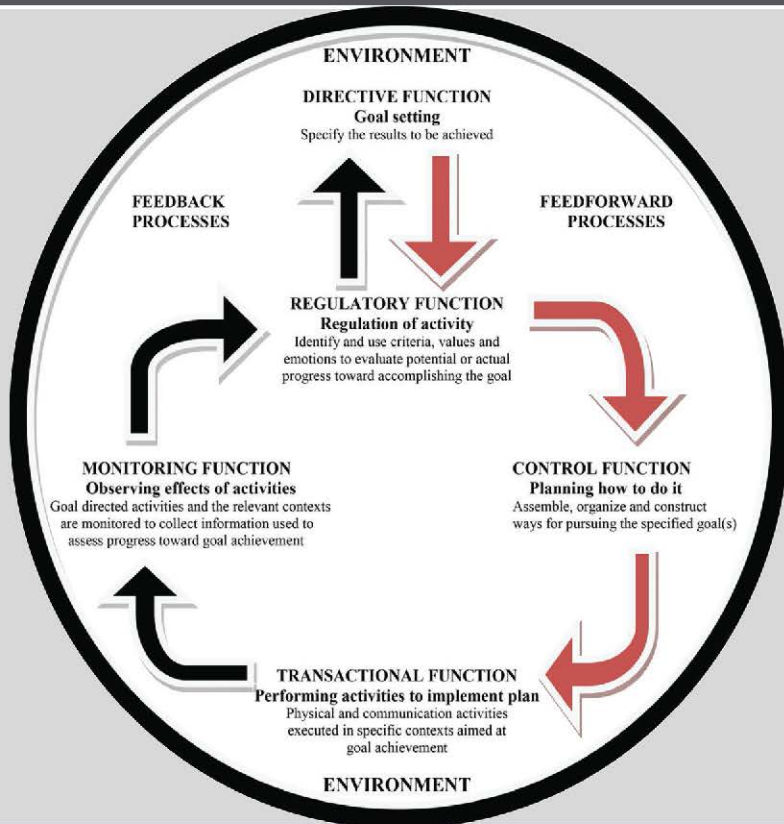 ENVIRONMENT
DIRECTIVE FUNCTION
Goal setting
Specify the results to be achieved
FEEDBACK
PROCESSES
FEEDFORWARD
PROCESSES
REGULATORY FUNCTION
Regulation of activity
Identify and use criteria, values and
emotions to evaluate potential or actual
progress toward accomplishing the goal
MONITORING FUNCTION
Observing effects of activities
Goal directed activities and the relevant contexts
are monitored to collect information used to
assess progress toward goal achievement
CONTROL FUNCTION
Planning how to do it
Assemble, organize and construct
ways for pursuing the specified goal(s)
TRANSACTIONAL FUNCTION
Performing activities to implement plan
Physical and communication activities
executed in specific contexts aimed at
goal achievement
ENVIRONMENT